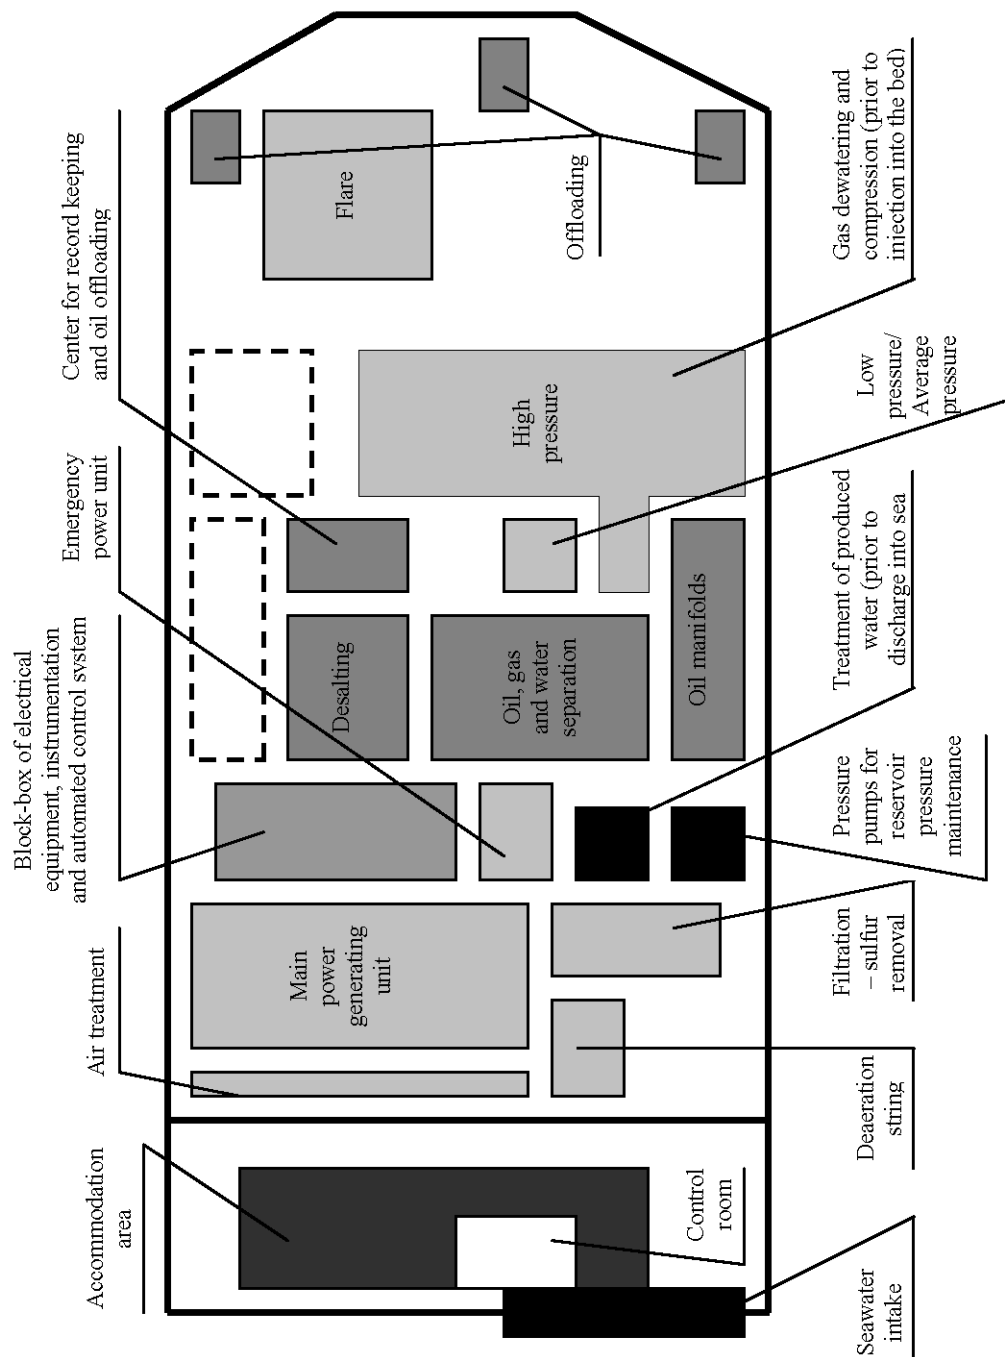 Accommodation
area
Air treatment
Block-box of electrical
equipment, instrumentation
and automated control system
Emergency
power unit
Center for record keeping
and oil offloading
Main
power
generating
unit
Desalting
Oil, gas
and water
separation
Oil manifolds
High
pressure
Flare
Offloading
Control
room
Seawater
intake
Deaeration
string
Filtration
– sulfur
removal
Pressure
pumps for
reservoir
pressure
maintenance
Treatment of produced
water (prior to
discharge into sea
Low
pressure/
Average
pressure
Gas dewatering and
compression (prior to
injection into the bed)